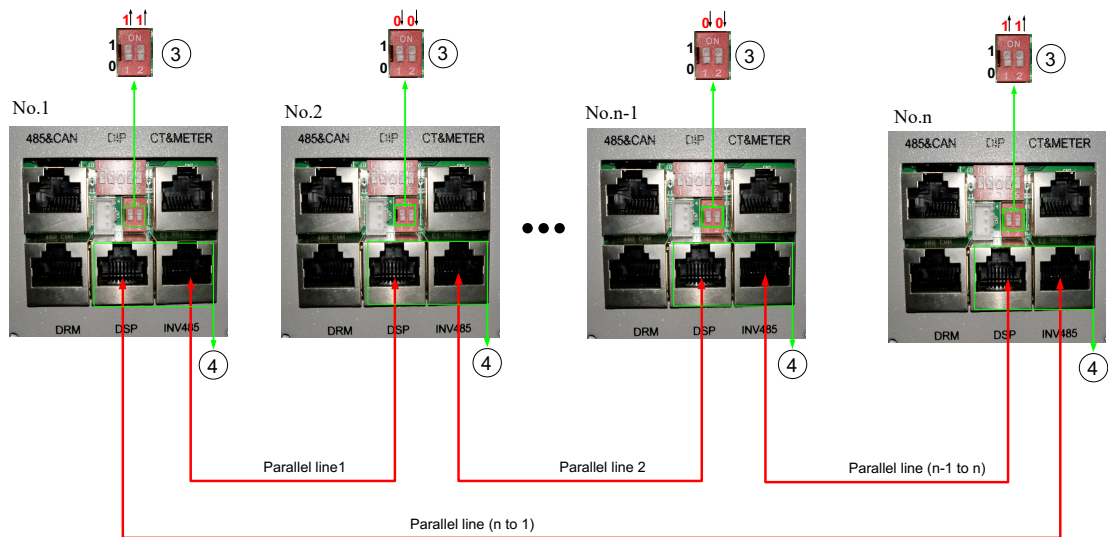 1 1
0 0
0 0
1 1
ON
1
0
1 2
3
ON
1
0
1 2
3
ON
1
0
1 2
3
ON
1
0
1 2
3
No.1
No.2
No.n-1
No.n
485&CAN DIP CT&METER
485&CAN DIP CT&METER
485&CAN DIP CT&METER
485&CAN DIP CT&METER
DRM DSP INV485
DRM DSP INV485
DRM DSP INV485
DRM DSP INV485
4
4
4
4
Parallel line1
Parallel line 2
Parallel line (n-1 to n)
Parallel line (n to 1)